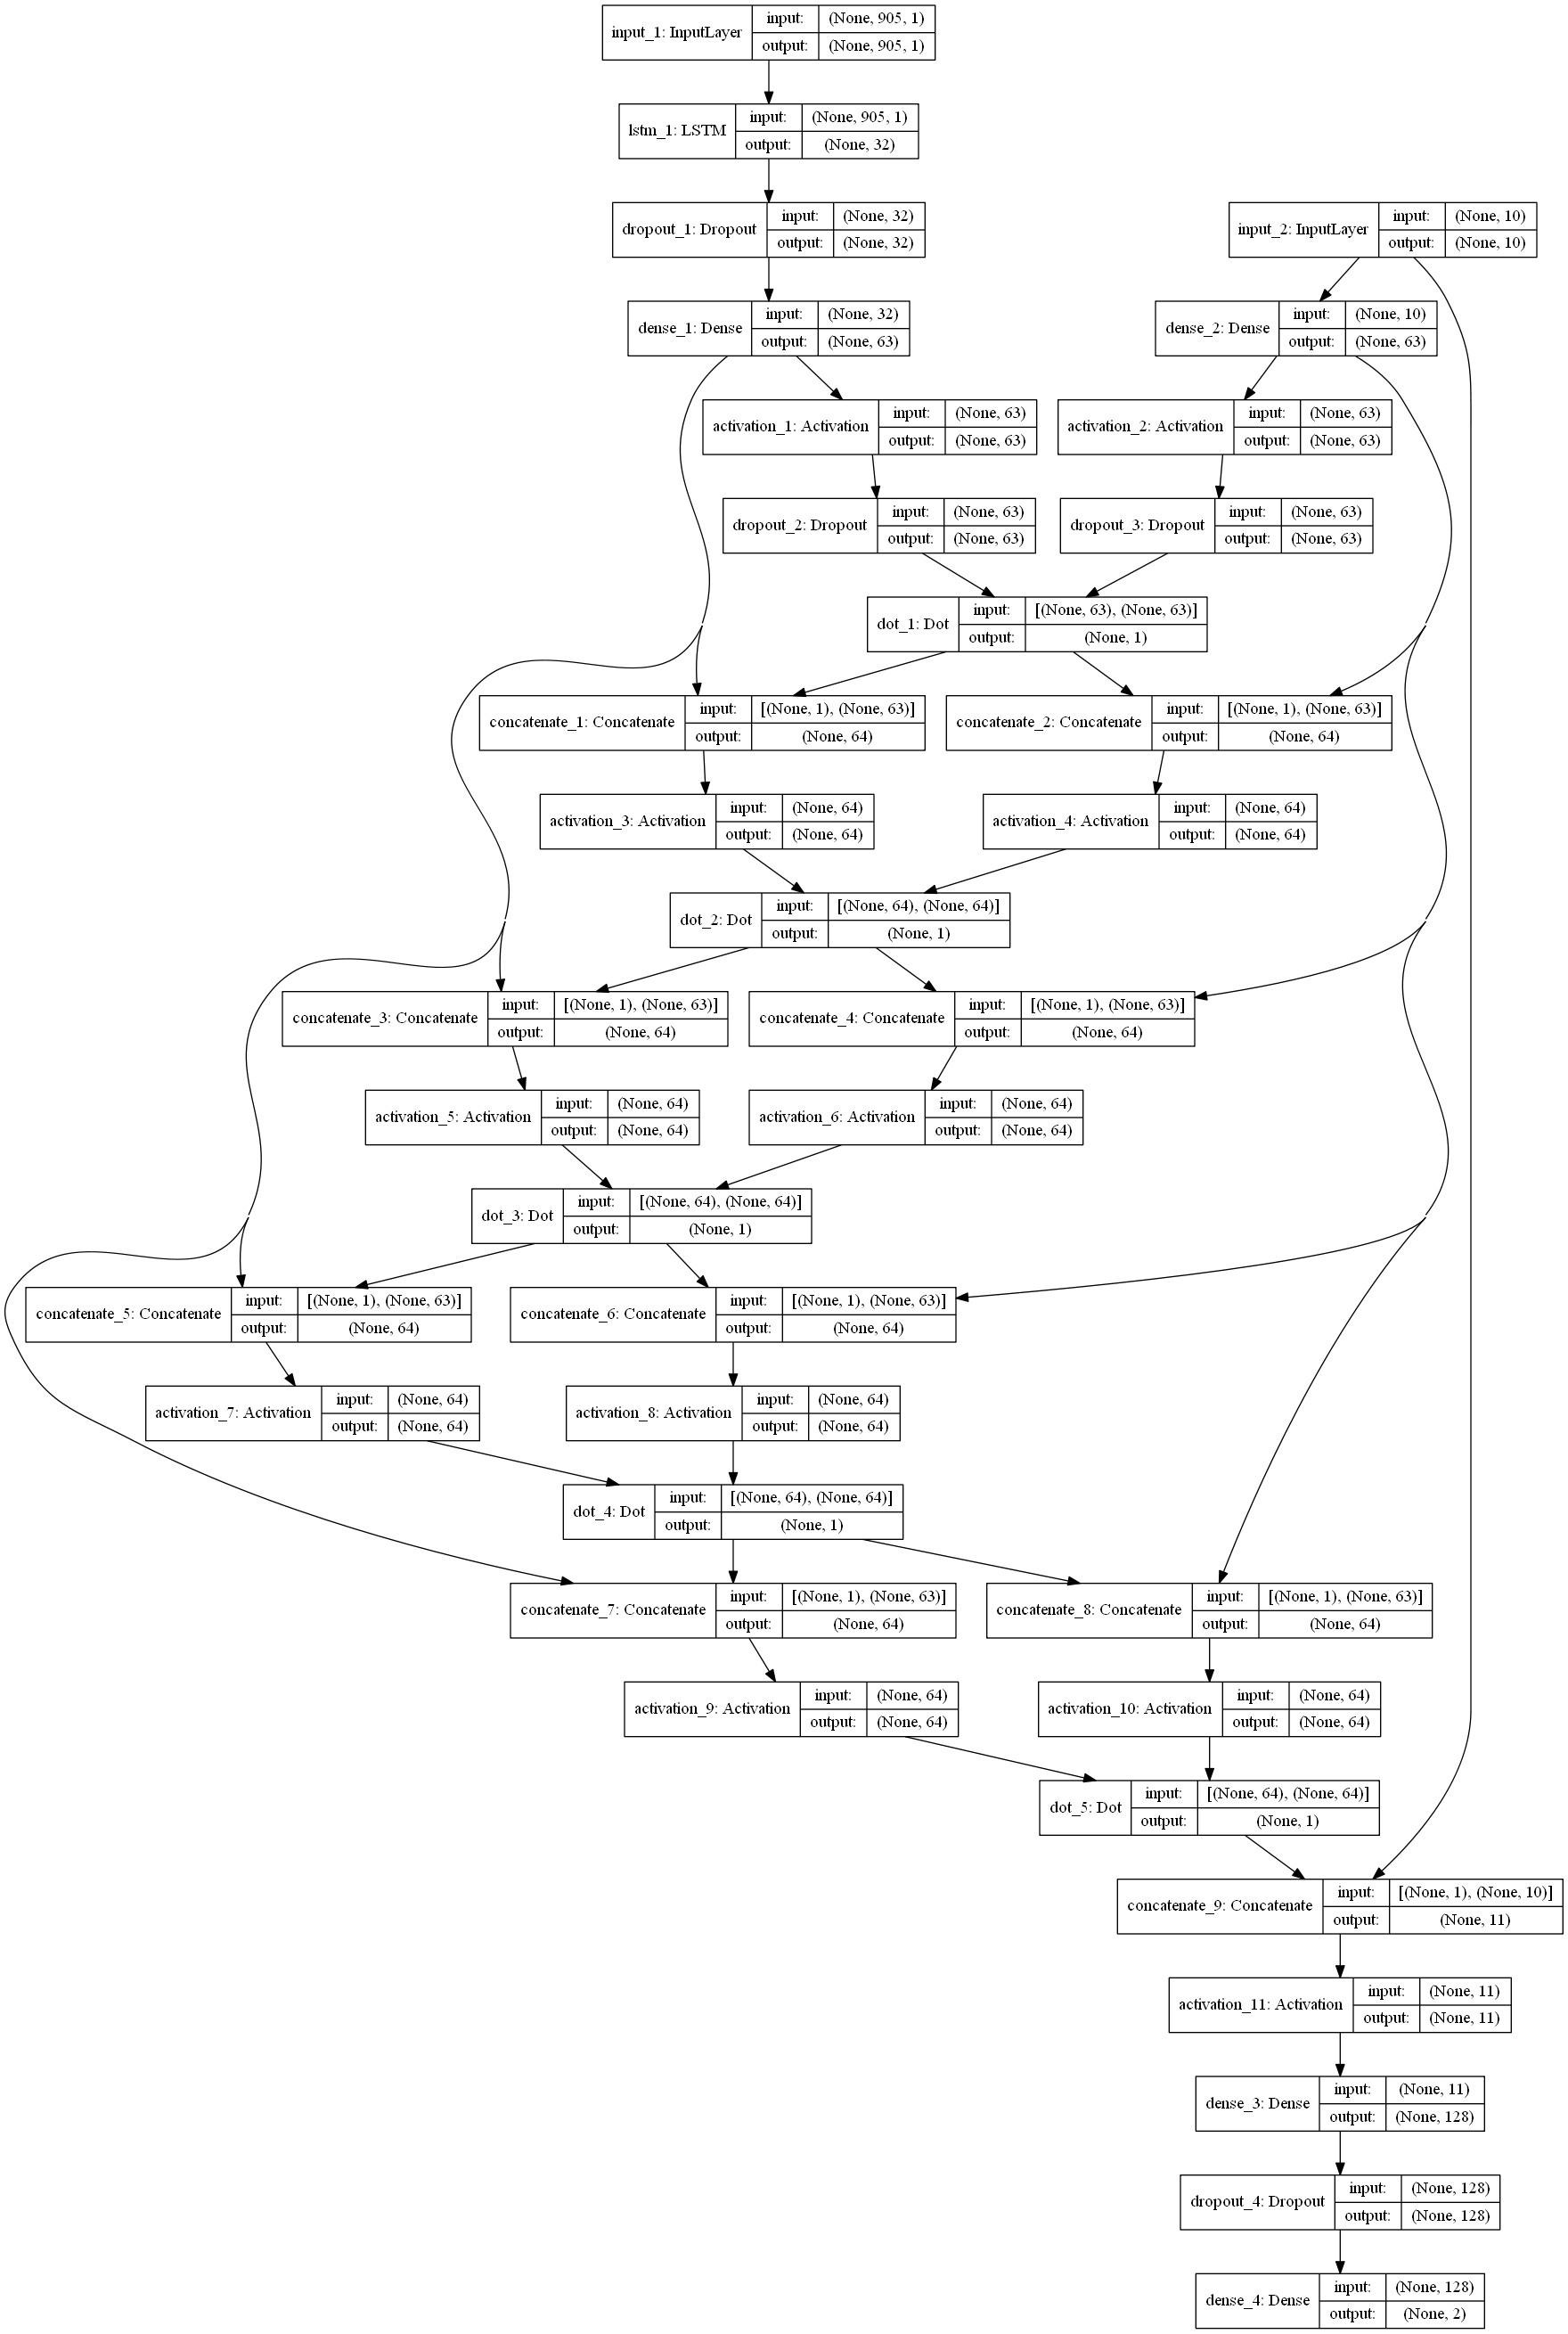 input_1: InputLayer input: (None, 905, 1)
output: (None, 905, 1)
lstm_1: LSTM input: (None, 905, 1)
output: (None, 32)
dropout_1: Dropout input: (None, 32)
output: (None, 32)
input_2: InputLayer input: (None, 10)
output: (None, 10)
dense_1: Dense input: (None, 32)
output: (None, 63)
dense_2: Dense input: (None, 10)
output: (None, 63)
activation_1: Activation input: (None, 63)
output: (None, 63)
activation_2: Activation input: (None, 63)
output: (None, 63)
dropout_2: Dropout input: (None, 63)
output: (None, 63)
dropout_3: Dropout input: (None, 63)
output: (None, 63)
dot_1: Dot input: [(None, 63), (None, 63)]
output: (None, 1)
concatenate_1: Concatenate input: [(None, 1), (None, 63)]
output: (None, 64)
concatenate_2: Concatenate input: [(None, 1), (None, 63)]
output: (None, 64)
activation_3: Activation input: (None, 64)
output: (None, 64)
activation_4: Activation input: (None, 64)
output: (None, 64)
dot_2: Dot input: [(None, 64), (None, 64)]
output: (None, 1)
concatenate_3: Concatenate input: [(None, 1), (None, 63)]
output: (None, 64)
concatenate_4: Concatenate input: [(None, 1), (None, 63)]
output: (None, 64)
activation_5: Activation input: (None, 64)
output: (None, 64)
activation_6: Activation input: (None, 64)
output: (None, 64)
dot_3: Dot input: [(None, 64), (None, 64)]
output: (None, 1)
concatenate_5: Concatenate input: [(None, 1), (None, 63)]
output: (None, 64)
concatenate_6: Concatenate input: [(None, 1), (None, 63)]
output: (None, 64)
activation_7: Activation input: (None, 64)
output: (None, 64)
activation_8: Activation input: (None, 64)
output: (None, 64)
dot_4: Dot input: [(None, 64), (None, 64)]
output: (None, 1)
concatenate_7: Concatenate input: [(None, 1), (None, 63)]
output: (None, 64)
concatenate_8: Concatenate input: [(None, 1), (None, 63)]
output: (None, 64)
activation_9: Activation input: (None, 64)
output: (None, 64)
activation_10: Activation input: (None, 64)
output: (None, 64)
dot_5: Dot input: [(None, 64), (None, 64)]
output: (None, 1)
concatenate_9: Concatenate input: [(None, 1), (None, 10)]
output: (None, 11)
activation_11: Activation input: (None, 11)
output: (None, 11)
dense_3: Dense input: (None, 11)
output: (None, 128)
dropout_4: Dropout input: (None, 128)
output: (None, 128)
dense_4: Dense input: (None, 128)
output: (None, 2)